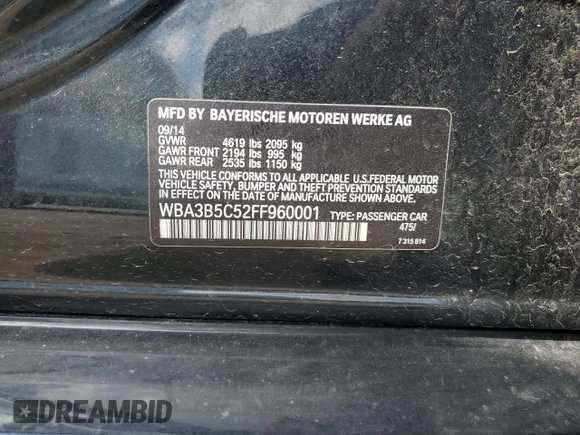 MFD BY BAYERISCHE MOTOREN WERKE AG
09/14
GVWR 4619 lbs 2095 kg
GAWR FRONT 2194 lbs 995 kg
GAWR REAR 2535 lbs 1150 kg
THIS VEHICLE CONFORMS TO ALL APPLICABLE U.S.FEDERAL MOTOR
VEHICLE SAFETY, BUMPER AND THEFT PREVENTION STANDARDS
IN EFFECT ON THE DATE OF MANUFACTURE SHOWN ABOVE.
WBA3B5C52FF960001 TYPE: PASSENGER CAR
475/
7 315 814
DREAMBID